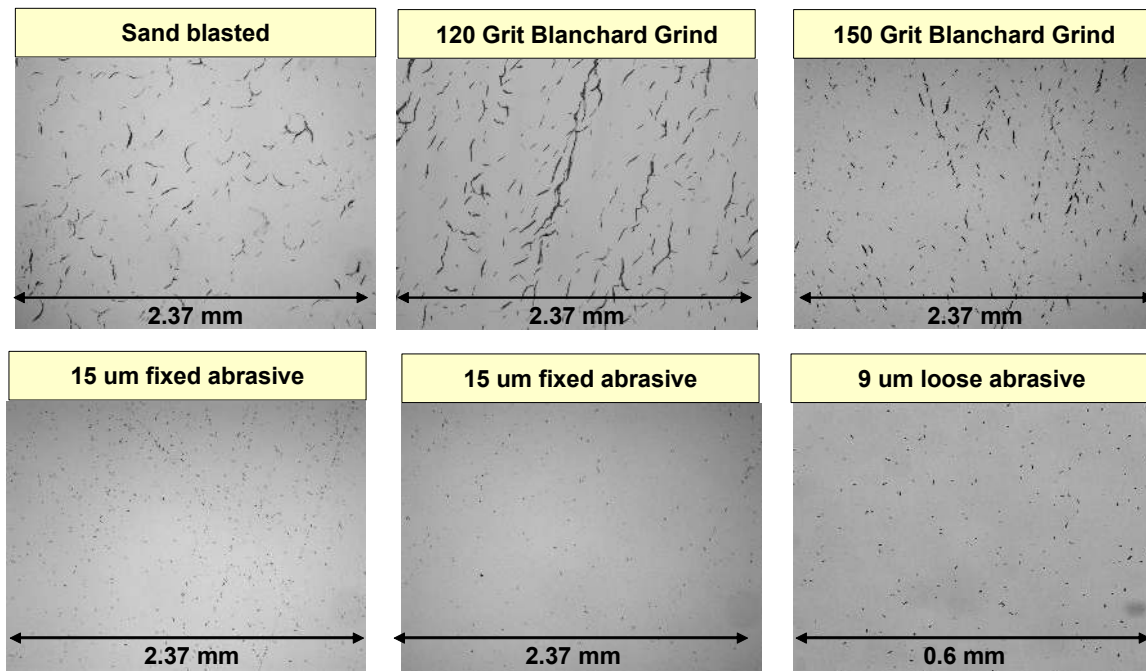 Sand blasted
120 Grit Blanchard Grind
150 Grit Blanchard Grind
2.37 mm
2.37 mm
2.37 mm
15 um fixed abrasive
15 um fixed abrasive
9 um loose abrasive
2.37 mm
2.37 mm
0.6 mm